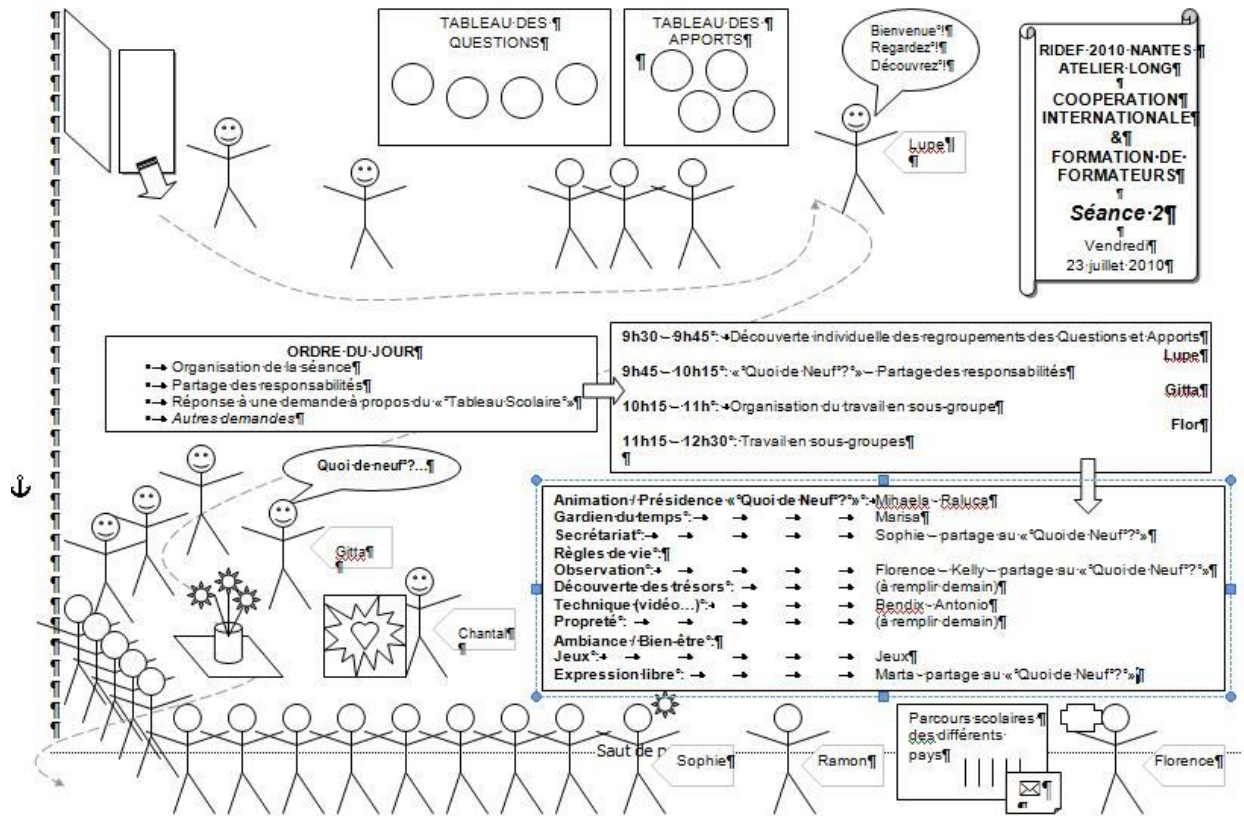 TABLEAU DES
QUESTIONS
TABLEAU DES
APPORTS
Bienvenue !
Regardez !
Découvrez !
Lupe
RIDEF 2010 NANTES
ATELIER LONG
COOPERATION
INTERNATIONALE
&
FORMATION DE
FORMATEURS
Séance 2
Vendredi
23 juillet 2010
ORDRE DU JOUR
Organisation de la séance
Partage des responsabilités
Réponse à une demande à propos du « Tableau Scolaire »
Autres demandes
9h30 – 9h45 : Découverte individuelle des regroupements des Questions et Apports
Lupe
9h45 – 10h15 : « Quoi de Neuf ? » – Partage des responsabilités
Gitta
10h15 – 11h : Organisation du travail en sous-groupe
Flor
11h15 – 12h30 : Travail en sous-groupes
Quoi de neuf ?...
Gitta
Chantal
Animation / Présidence « Quoi de Neuf ? » : Mihaela - Raluca
Gardien du temps : Marisa
Secrétariat : Sophie – partage au « Quoi de Neuf ? »
Règles de vie :
Observation : Florence – Kelly – partage au « Quoi de Neuf ? »
Découverte des trésors : (à remplir demain)
Technique (vidéo...) : Bendix - Antonio
Propreté : (à remplir demain)
Ambiance / Bien-être :
Jeux : Jeux
Expression libre : Marta - partage au « Quoi de Neuf ? »
Saut de
Sophie
Ramon
Parcours scolaires
des différents
pays
Florence